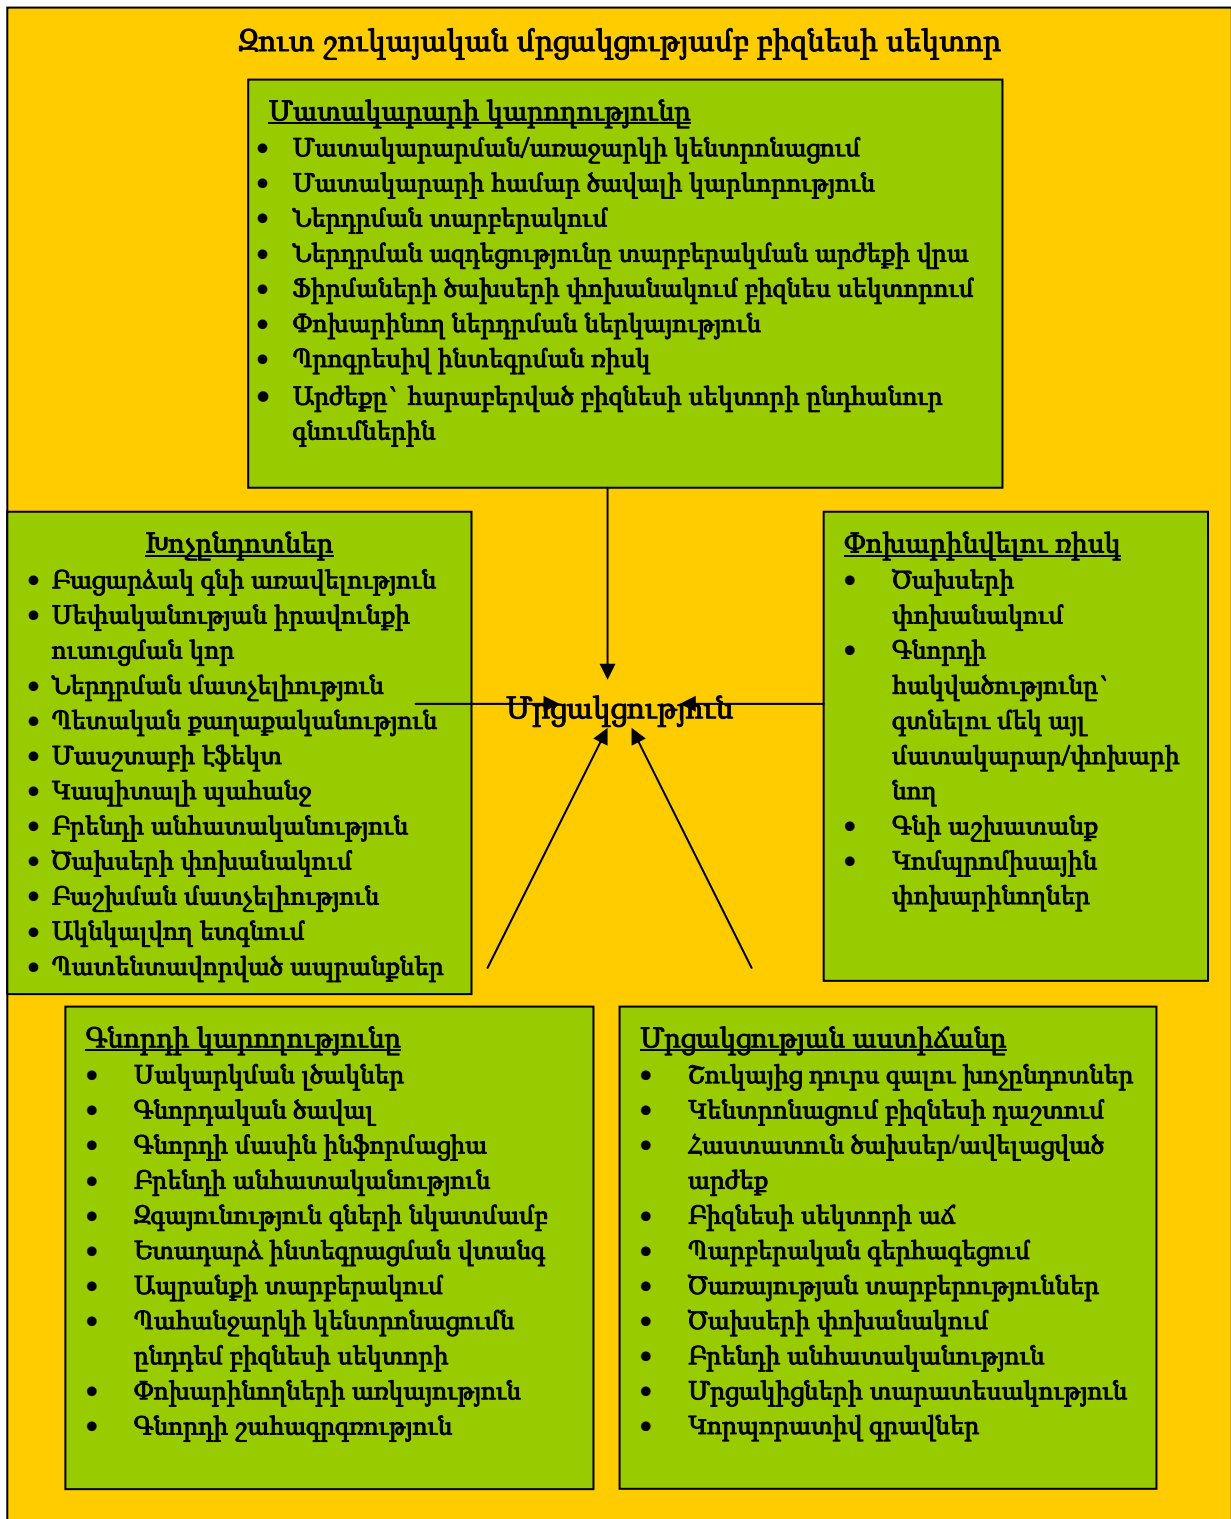 Զուտ շուկայական մրցակցությամբ բիզնեսի սեկտոր
Մատակարարի կարողությունը
• Մատակարարման/առաջարկի կենտրոնացում
• Մատակարարի համար ծավալի կարևորություն
• Ներդրման տարբերակում
• Ներդրման ազդեցությունը տարբերակման արժեքի վրա
• Ֆիրմաների ծախսերի փոխանակում բիզնես սեկտորում
• Փոխարինող ներդրման ներկայություն
• Պրոգրեսիվ ինտեգրման ռիսկ
• Արժեքը` հարաբերված բիզնեսի սեկտորի ընդհանուր
գնումներին
Խոչընդոտներ
• Բացարձակ գնի առավելություն
• Սեփականության իրավունքի
ուսուցման կոր
• Ներդրման մատչելիություն
• Պետական քաղաքականություն
• Մասշտաբի էֆեկտ
• Կապիտալի պահանջ
• Բրենդի անհատականություն
• Ծախսերի փոխանակում
• Բաշխման մատչելիություն
• Ակնկալվող ետգնում
• Պատենտավորված ապրանքներ
Մրցակցություն
Փոխարինվելու ռիսկ
• Ծախսերի
փոխանակում
• Գնորդի
հակվածությունը`
գտնելու մեկ այլ
մատակարար/փոխարի
նող
• Գնի աշխատանք
• Կոմպրոմիսային
փոխարինողներ
Գնորդի կարողությունը
• Սակարկման լծակներ
• Գնորդական ծավալ
• Գնորդի մասին ինֆորմացիա
• Բրենդի անհատականություն
• Զգայունություն գների նկատմամբ
• Ետադարձ ինտեգրացման վտանգ
• Ապրանքի տարբերակում
• Պահանջարկի կենտրոնացումն
ընդդեմ բիզնեսի սեկտորի
• Փոխարինողների առկայություն
• Գնորդի շահագրգռություն
Մրցակցության աստիճանը
• Շուկայից դուրս գալու խոչընդոտներ
• Կենտրոնացում բիզնեսի դաշտում
• Հաստատուն ծախսեր/ավելացված
արժեք
• Բիզնեսի սեկտորի աճ
• Պարբերական գերհագեցում
• Ծառայության տարբերություններ
• Ծախսերի փոխանակում
• Բրենդի անհատականություն
• Մրցակիցների տարատեսակություն
• Կորպորատիվ գրավներ